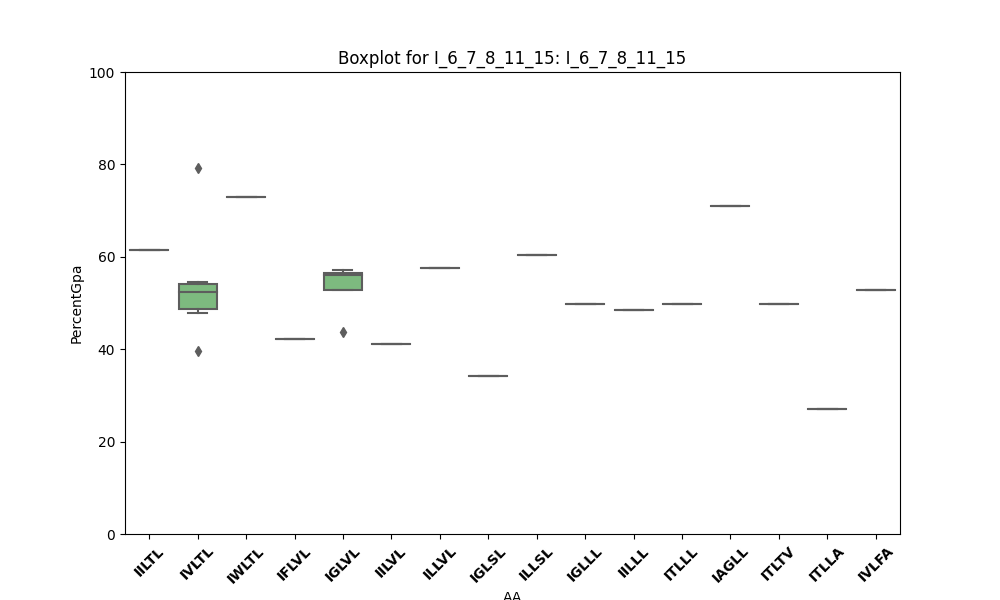 Boxplot for I_6_7_8_11_15: I_6_7_8_11_15
100
80
60
40
20
0
PercentGpa
IILTL IVLTL IWLTL IFLVL IGLVL IILVL ILLVL IGLSL ILLSL IGLLL IILLL ITLLL IAGLL ITLTV ITLLA IVLFA
AA